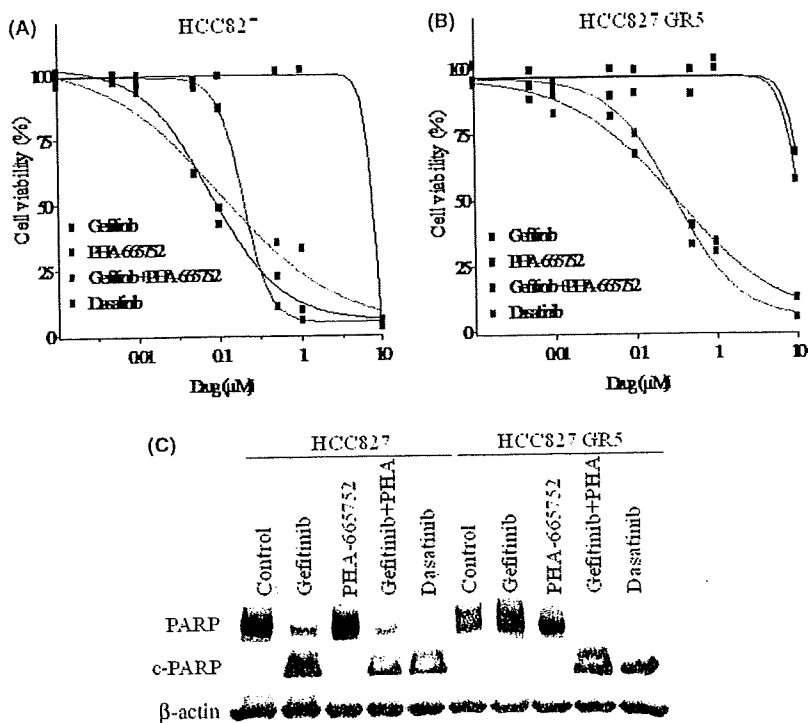 (A)
HCC827
Cell viability (%)
100
75
50
25
0
Gefitinib
PHA-665752
Gefitinib+PHA-665752
Dasatinib
0.01
0.1
1
10
Drug (μM)
(B)
HCC827 GR5
Cell viability (%)
100
75
50
25
0
Gefitinib
PHA-665752
Gefitinib+PHA-665752
Dasatinib
0.01
0.1
1
10
Drug (μM)
(C)
HCC827
HCC827 GR5
Control
Gefitinib
PHA-665752
Gefitinib+PHA
Dasatinib
Control
Gefitinib
PHA-665752
Gefitinib+PHA
Dasatinib
PARP
c-PARP
β-actin